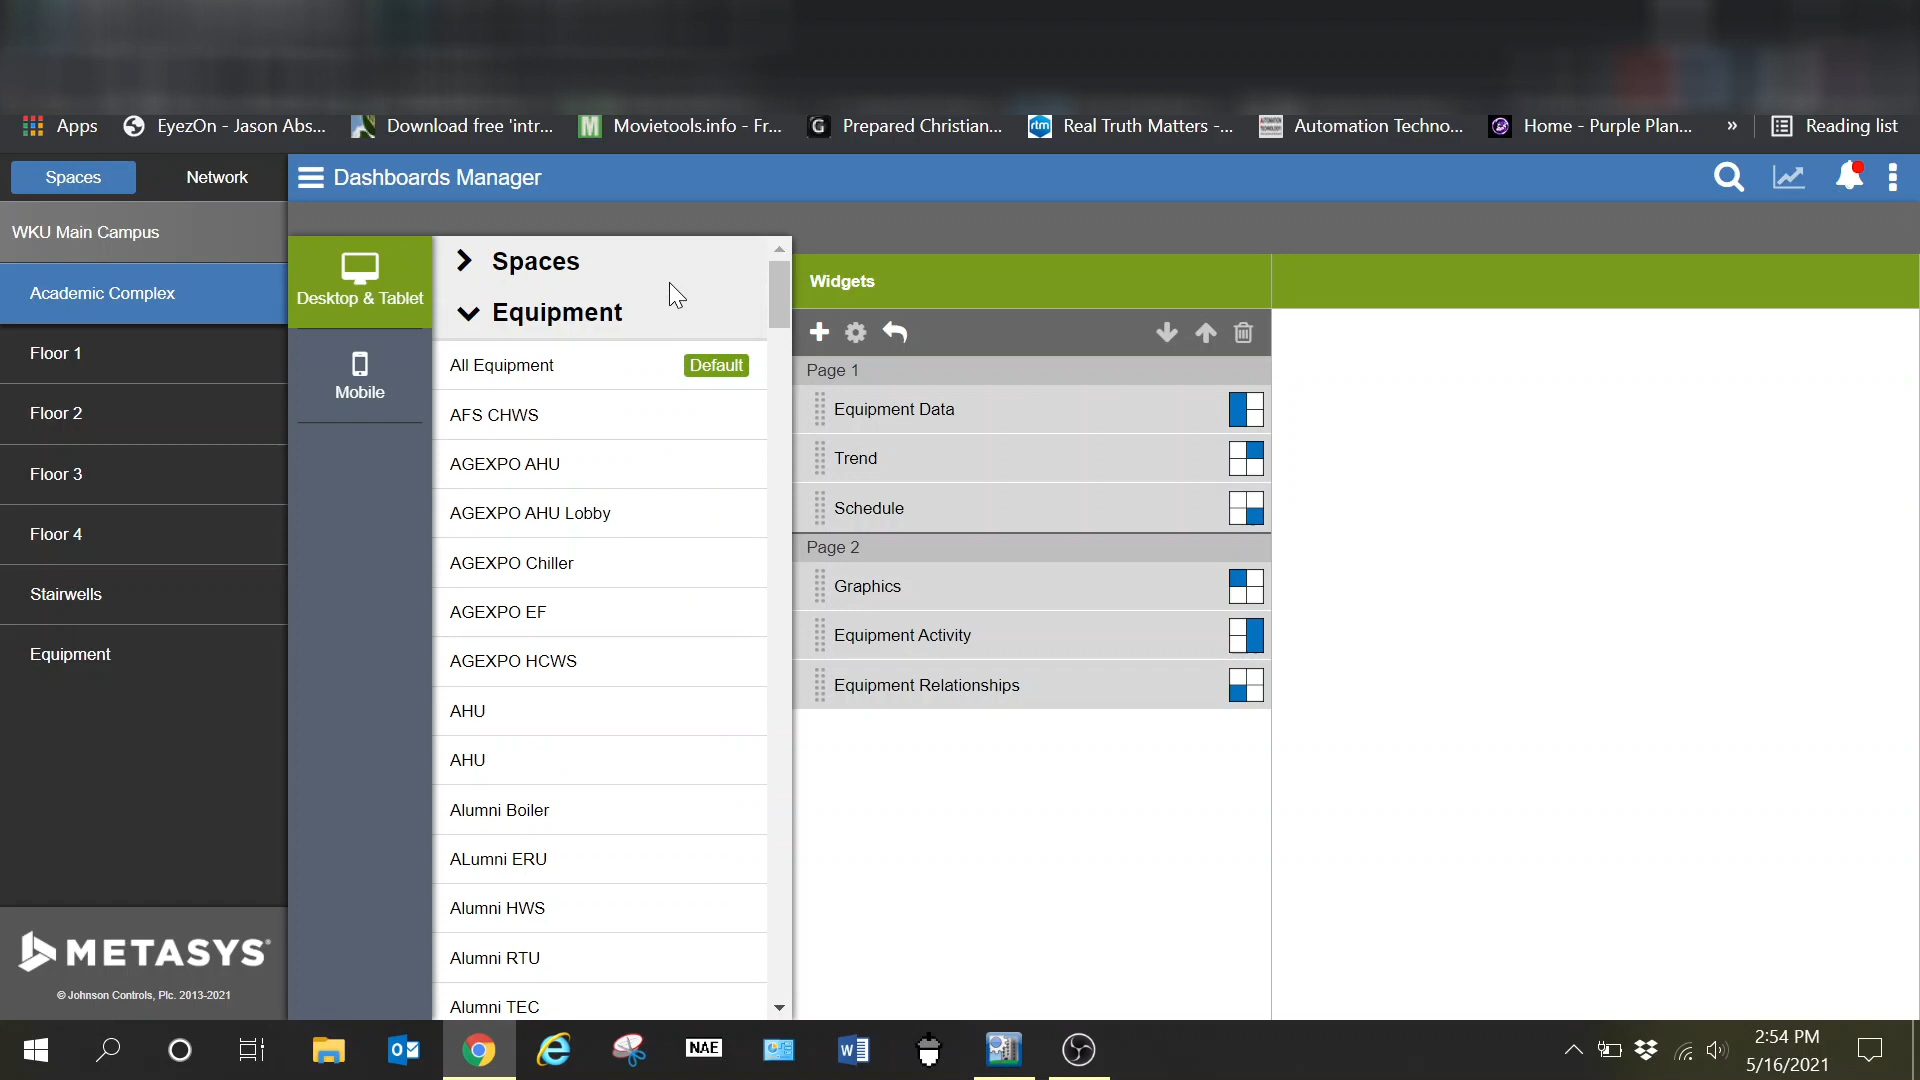 Apps
EyezOn - Jason Abs...
Download free 'intr...
Movietools.info - Fr...
Prepared Christian...
rtm
Real Truth Matters -...
Automation Techno...
Home - Purple Plan...
»
Reading list
Spaces
Network
Dashboards Manager
WKU Main Campus
Academic Complex
Floor 1
Floor 2
Floor 3
Floor 4
Stairwells
Equipment
METASYS®
© Johnson Controls, Plc. 2013-2021
Desktop & Tablet
Mobile
Spaces
Equipment
All Equipment
Default
AFS CHWS
AGEXPO AHU
AGEXPO AHU Lobby
AGEXPO Chiller
AGEXPO EF
AGEXPO HCWS
AHU
AHU
Alumni Boiler
ALumni ERU
Alumni HWS
Alumni RTU
Alumni TEC
Widgets
Page 1
Equipment Data
Trend
Schedule
Page 2
Graphics
Equipment Activity
Equipment Relationships
NAE
2:54 PM
5/16/2021